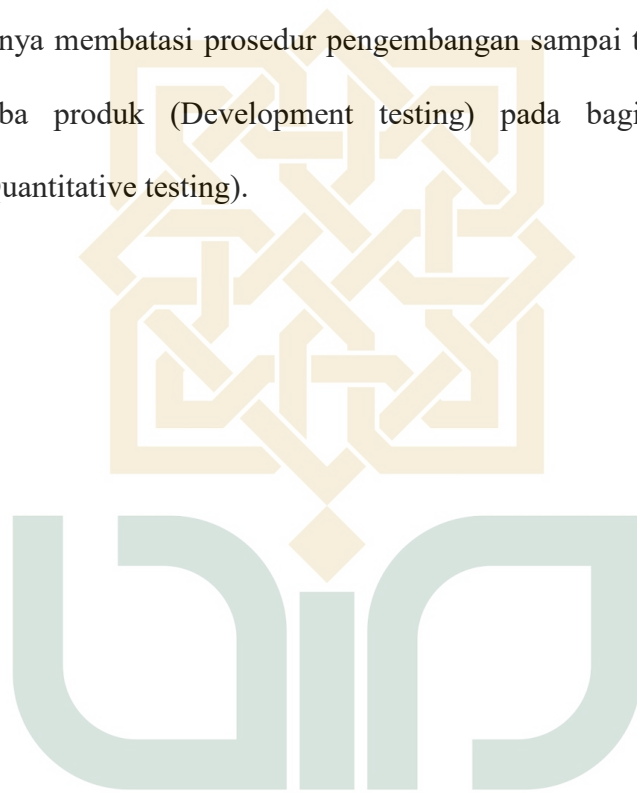 nya membatasi prosedur pengembangan sampai t
ba produk (Development testing) pada bagi
uantitative testing).